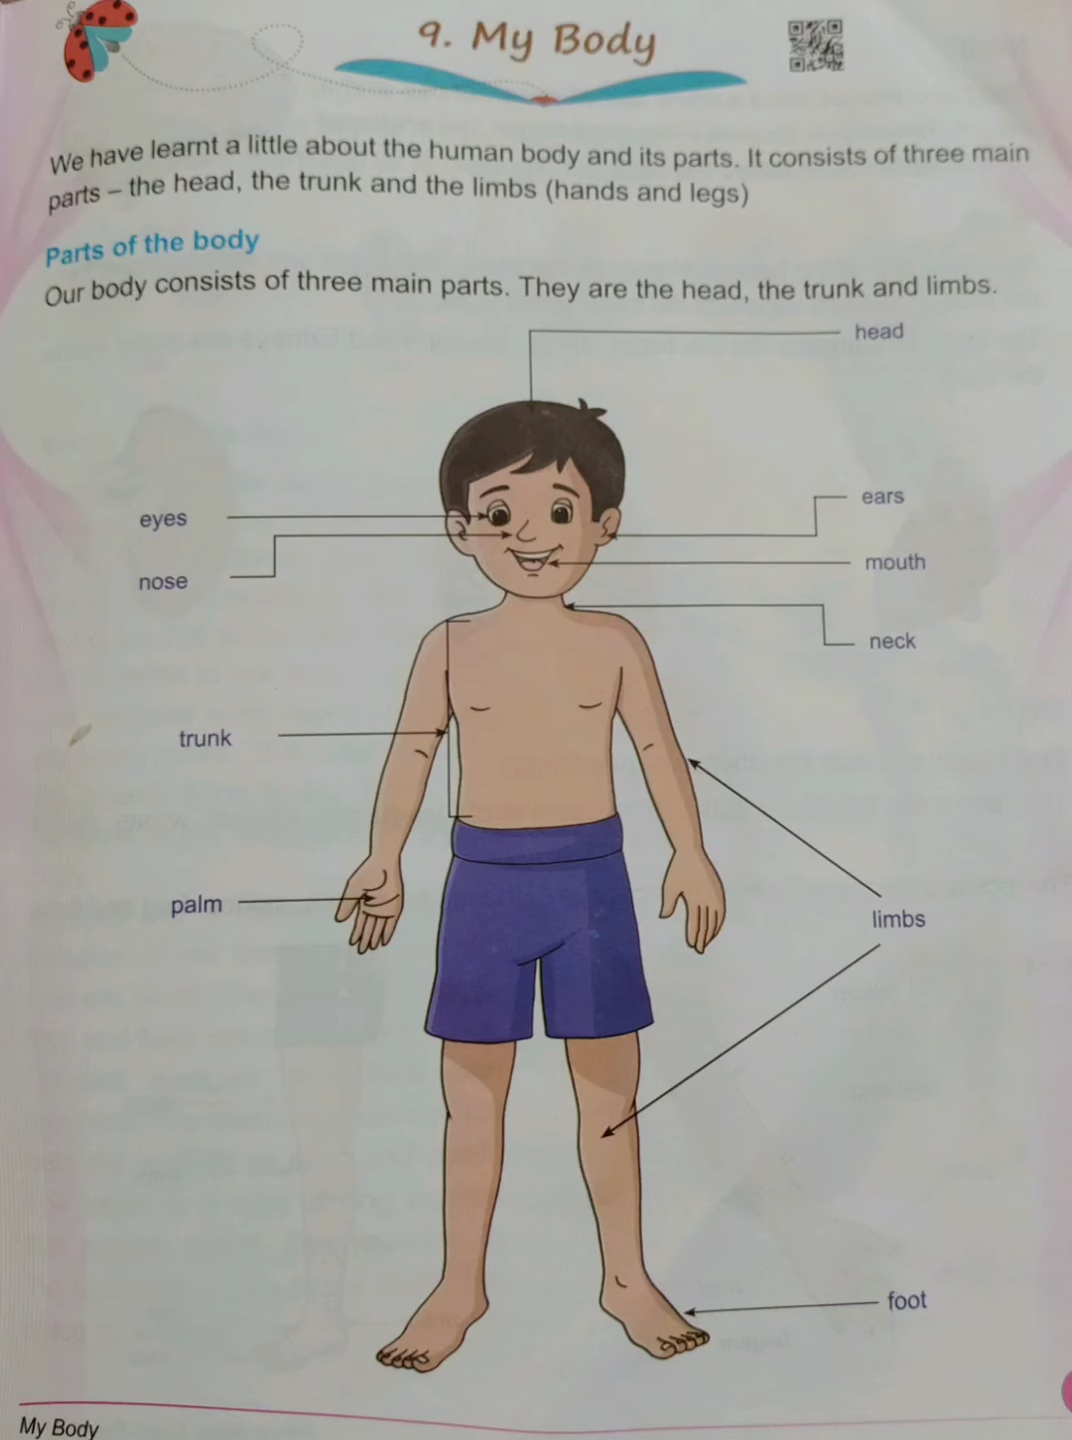 9. My Body
We have learnt a little about the human body and its parts. It consists of three main
parts – the head, the trunk and the limbs (hands and legs)
Parts of the body
Our body consists of three main parts. They are the head, the trunk and limbs.
head
ears
eyes
mouth
nose
neck
trunk
palm
limbs
foot
My Body